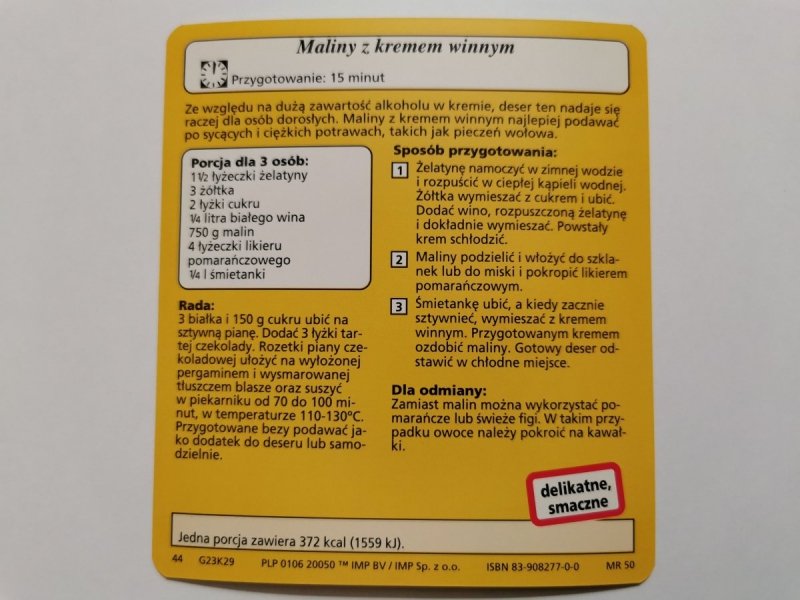 Maliny z kremem winnym
Przygotowanie: 15 minut
Ze względu na dużą zawartość alkoholu w kremie, deser ten nadaje się
raczej dla osób dorosłych. Maliny z kremem winnym najlepiej podawać
po sycących i ciężkich potrawach, takich jak pieczeń wołowa.
Porcja dla 3 osób:
1½ łyżeczki żelatyny
3 żółtka
2 łyżki cukru
¼ litra białego wina
750 g malin
4 łyżeczki likieru
pomarańczowego
¼ l śmietanki
Rada:
3 białka i 150 g cukru ubić na
sztywną pianę. Dodać 3 łyżki tar-
tej czekolady. Rozetki piany cze-
koladowej ułożyć na wyłożonej
pergaminem i wysmarowanej
tłuszczem blasze oraz suszyć
w piekarniku od 70 do 100 mi-
nut, w temperaturze 110-130°C.
Przygotowane bezy podawać ja-
ko dodatek do deseru lub samo-
dzielnie.
Sposób przygotowania:
1 Żelatynę namoczyć w zimnej wodzie
i rozpuścić w ciepłej kąpieli wodnej.
Żółtka wymieszać z cukrem i ubić.
Dodać wino, rozpuszczoną żelatynę
i dokładnie wymieszać. Powstały
krem schłodzić.
2 Maliny podzielić i włożyć do szkla-
nek lub do miski i pokropić likierem
pomarańczowym.
3 Śmietankę ubić, a kiedy zacznie
sztywnieć, wymieszać z kremem
winnym. Przygotowanym kremem
ozdobić maliny. Gotowy deser od-
stawić w chłodne miejsce.
Dla odmiany:
Zamiast malin można wykorzystać po-
marańcze lub świeże figi. W takim przy-
padku owoce należy pokroić na kawał-
ki.
delikatne,
smaczne
Jedna porcja zawiera 372 kcal (1559 kJ).
44 G23K29 PLP 0106 20050 ™ IMP BV / IMP Sp. z o.o. ISBN 83-908277-0-0 MR 50